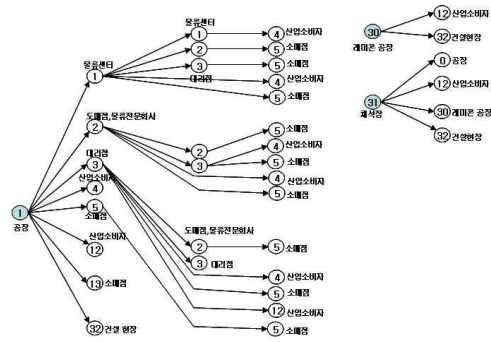 물류센터
1
4 산업소비자
2
5 소매점
3
5 소매점
대리점
4 산업소비자
5 소매점
물류센터
1
도매점,물류전문회사
2
2
5 소매점
4 산업소비자
3
5 소매점
4 산업소비자
5 소매점
대리점
3
산업소비자
4
5
소매점
1
공장
산업소비자
12
13 소매점
32 건설 현장
도매점,물류전문회사
2
5 소매점
3 대리점
4 산업소비자
5 소매점
12 산업소비자
5 소매점
30
레미콘 공장
12 산업소비자
32 건설현장
31
채석장
0 공장
12 산업소비자
30 레미콘 공장
32 건설현장